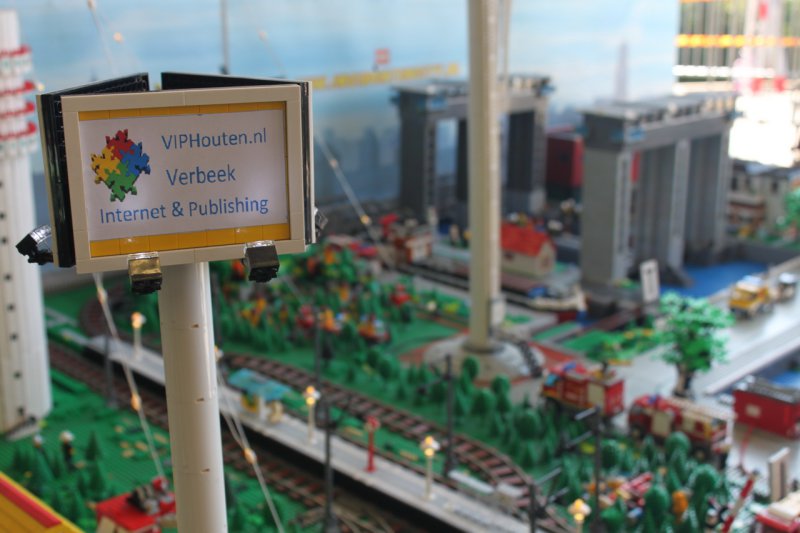 VIPHouten.nl
Verbeek
Internet & Publishing